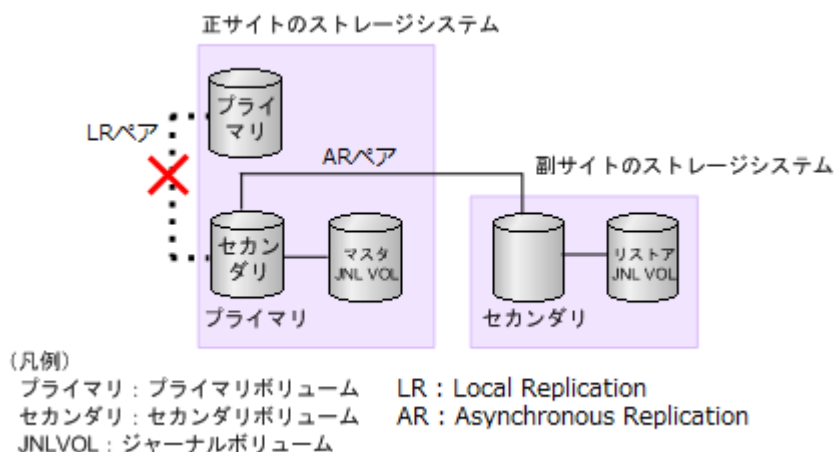 正サイトのストレージシステム
プライ
マリ
LRペア
ARペア
副サイトのストレージシステム
セカン
ダリ
マスタ
JNL VOL
リストア
JNL VOL
プライマリ
セカンダリ
(凡例)
プライマリ:プライマリボリューム LR:Local Replication
セカンダリ:セカンダリボリューム AR:Asynchronous Replication
JNLVOL:ジャーナルボリューム